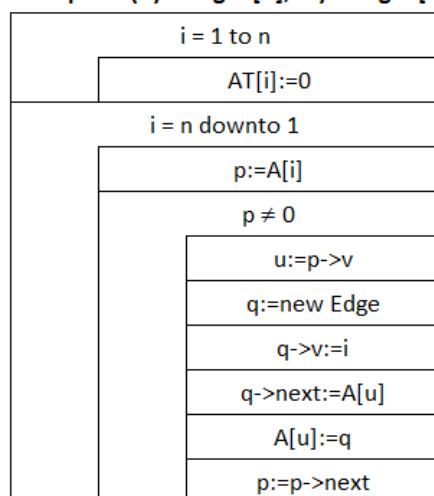 i = 1 to n
AT[i]:=0
i = n downto 1
p:=A[i]
p ≠ 0
u:=p->v
q:=new Edge
q->v:=i
q->next:=A[u]
A[u]:=q
p:=p->next